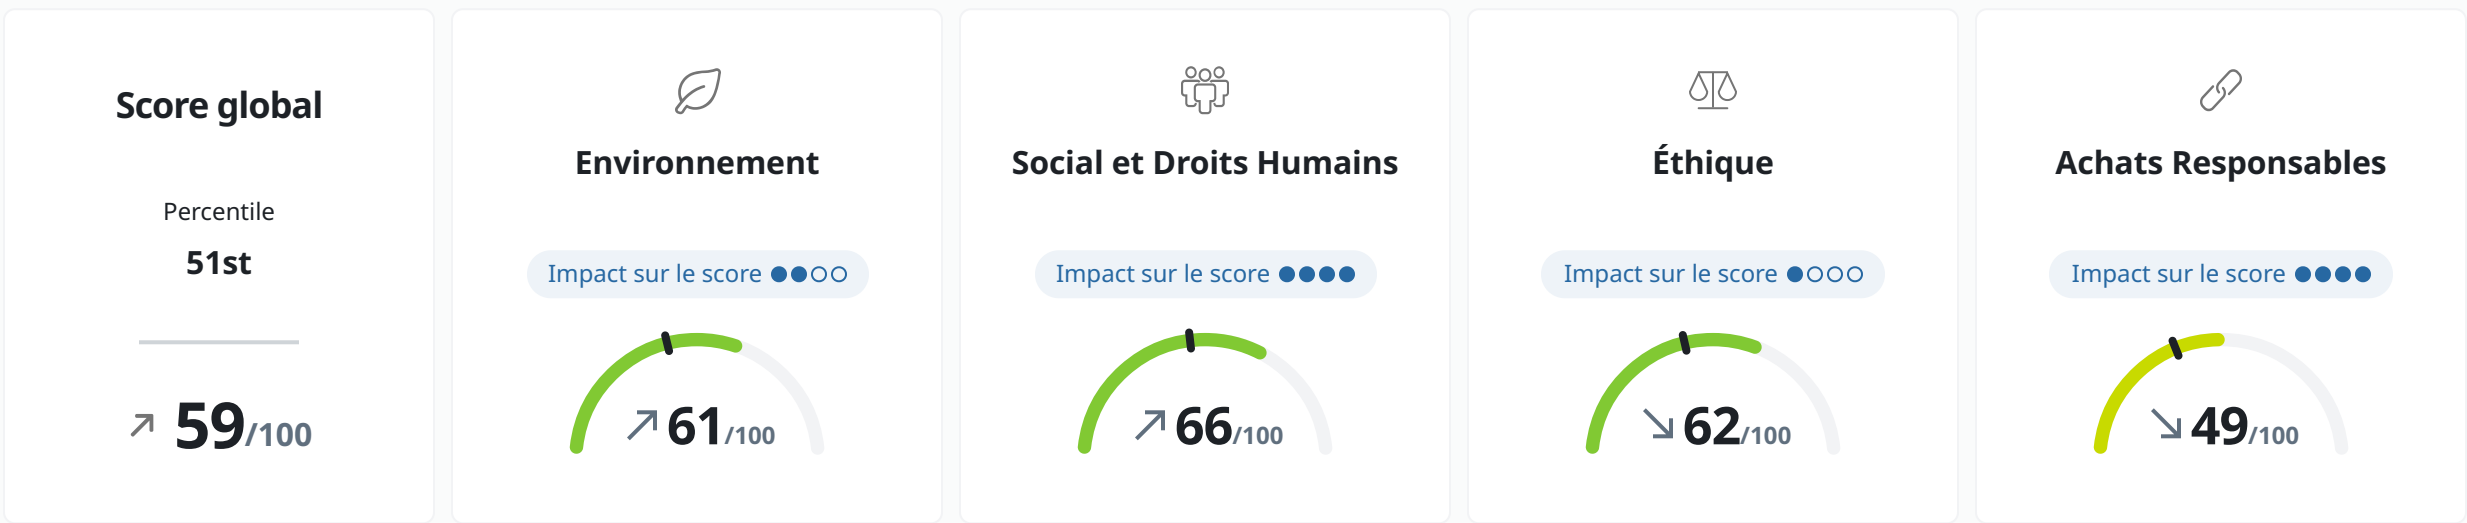 Score global
Percentile
51st
59/100
Environnement
Impact sur le score
61/100
Social et Droits Humains
Impact sur le score
66/100
Éthique
Impact sur le score
62/100
Achats Responsables
Impact sur le score
49/100